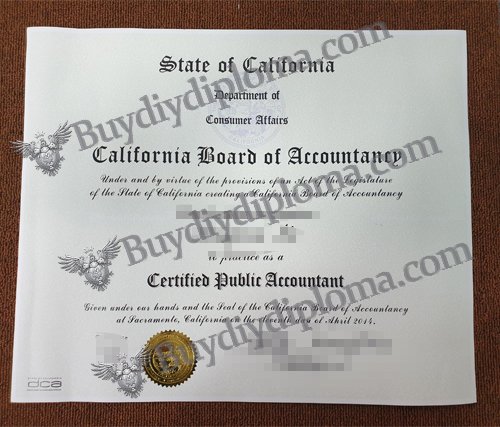 State of California
Department of
Consumer Affairs
California Board of Accountancy
Under and by virtue of the provisions of an Act of the Legislature
of the State of California creating a California Board of Accountancy
to practice as a
Certified Public Accountant
Given under our hands and the Seal of the California Board of Accountancy
at Sacramento, California on the eleventh day of Abril 2014.
dca
Buydiydiploma.com
Buydiydiploma.com
Buydiydiploma.com